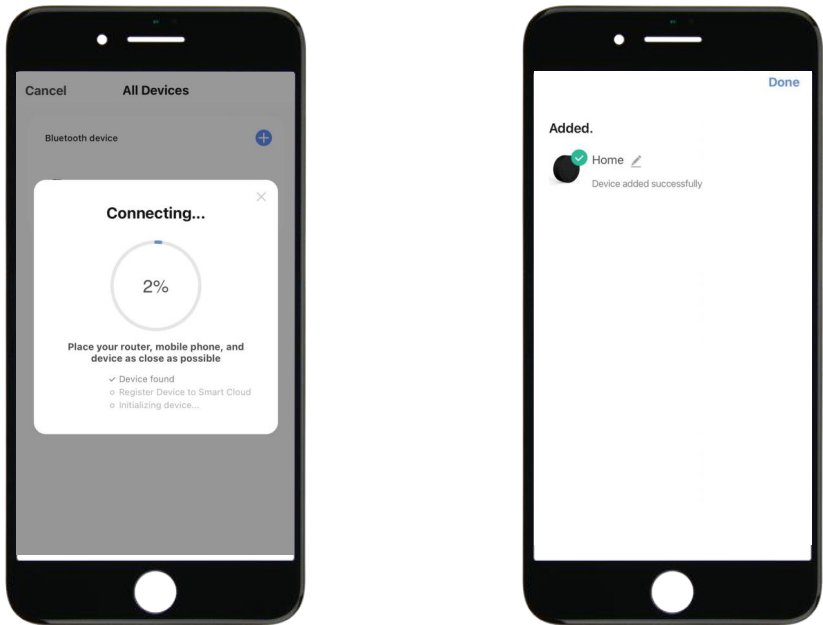 Cancel All Devices
Bluetooth device
Connecting...
2%
Place your router, mobile phone, and
device as close as possible
Device found
Register Device to Smart Cloud
Initializing device...
Done
Added.
Home
Device added successfully